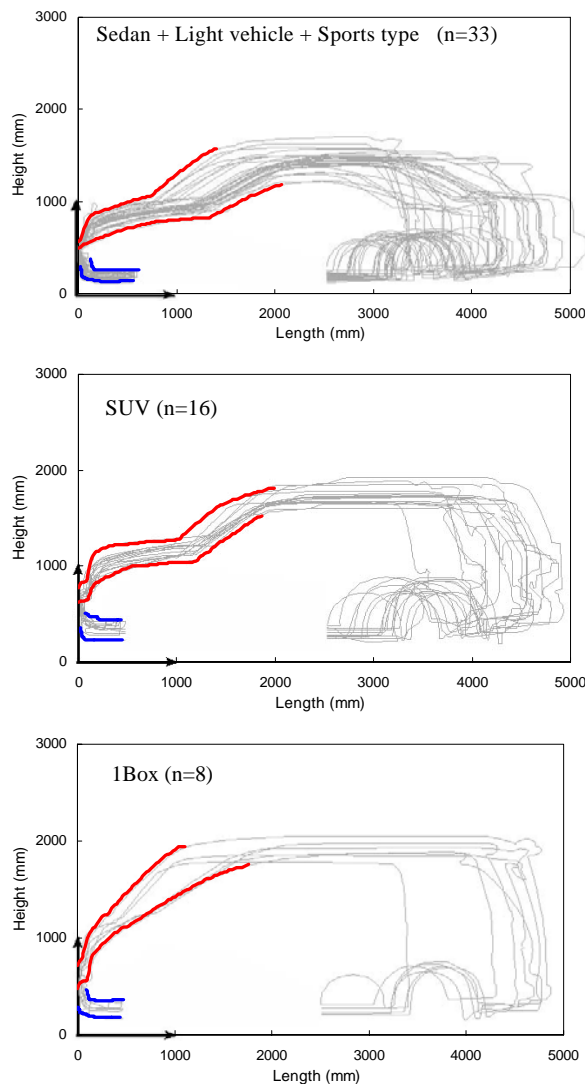 3000
Sedan + Light vehicle + Sports type (n=33)
2000
Height (mm)
1000
0
0 1000 2000 3000 4000 5000
Length (mm)
3000
SUV (n=16)
2000
Height (mm)
1000
0
0 1000 2000 3000 4000 5000
Length (mm)
3000
1Box (n=8)
2000
Height (mm)
1000
0
0 1000 2000 3000 4000 5000
Length (mm)